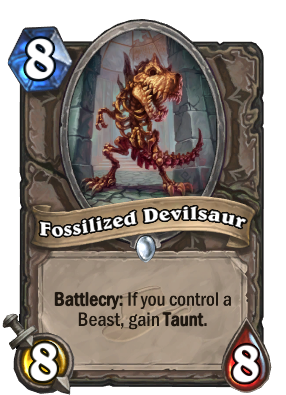 8
Fossilized Devilsaur
Battlecry: If you control a
Beast, gain Taunt.
8
8